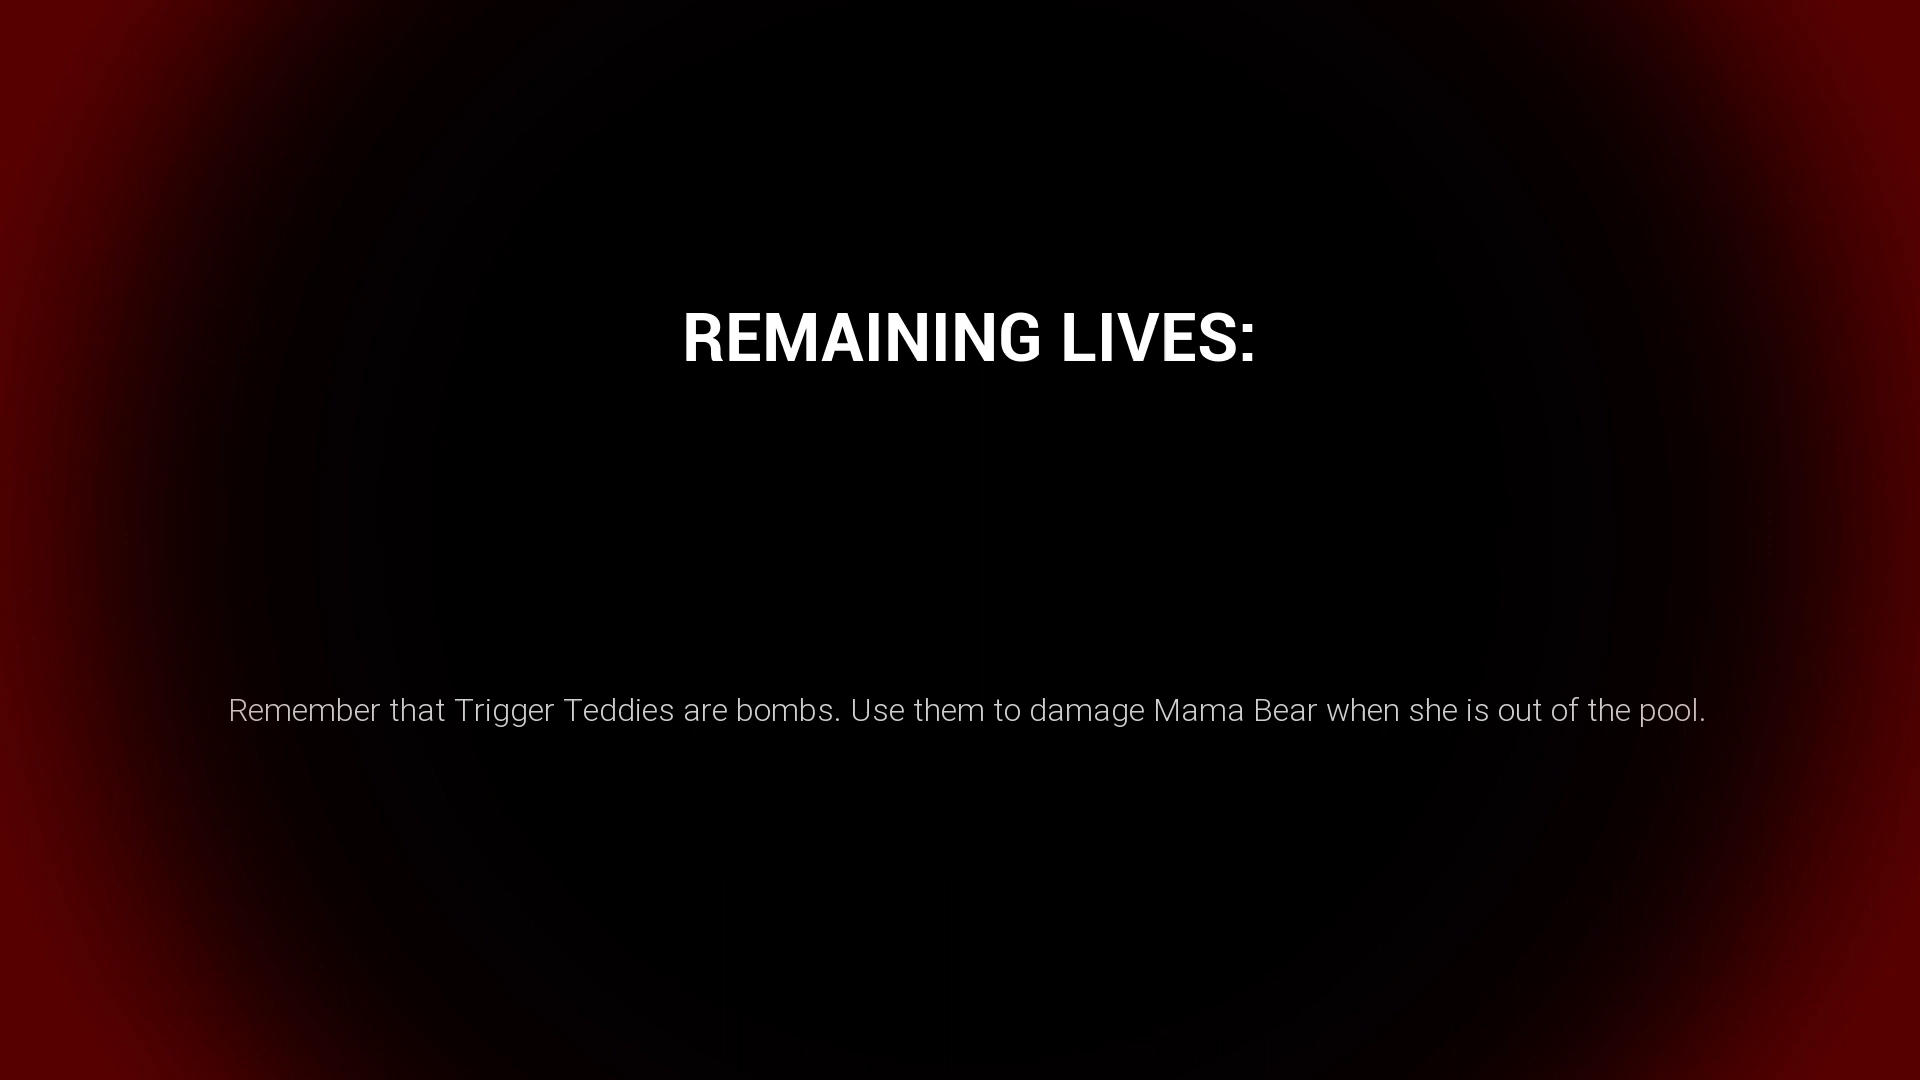 REMAINING LIVES:
Remember that Trigger Teddies are bombs. Use them to damage Mama Bear when she is out of the pool.